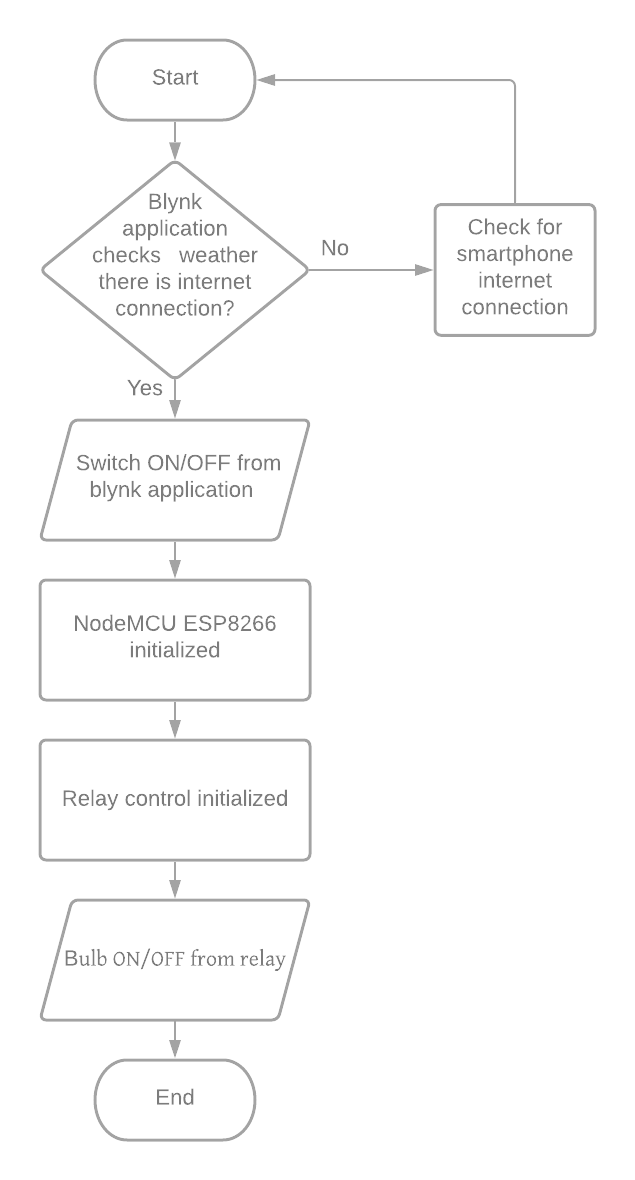 Start
Blynk
application
checks   weather
there is internet
connection?
No
Check for
smartphone
internet
connection
Yes
Switch ON/OFF from
blynk application
NodeMCU ESP8266
initialized
Relay control initialized
Bulb ON/OFF from relay
End